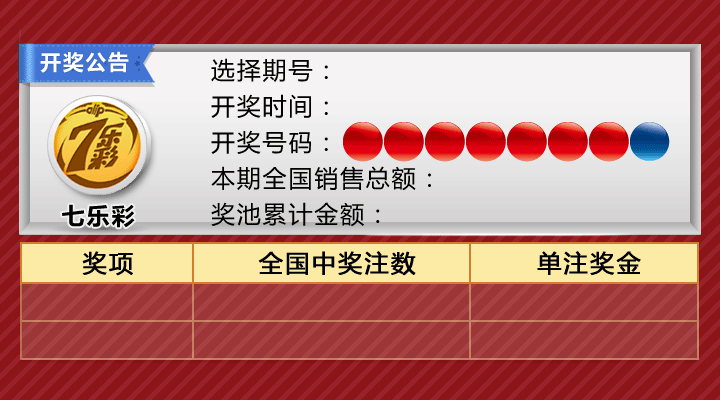 开奖公告
选择期号：
开奖时间：
开奖号码：
本期全国销售总额：
奖池累计金额：
7乐彩
七乐彩
奖项 全国中奖注数 单注奖金